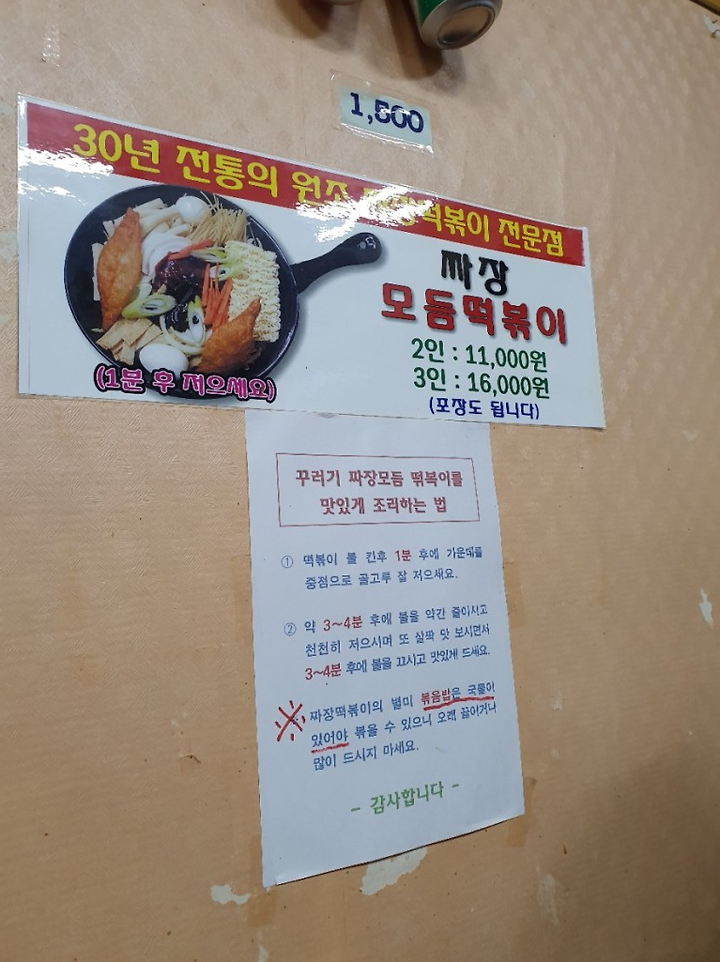 1,500
30년 전통의 원조 떡볶이 전문점
짜장
모듬떡볶이
2인 : 11,000원
3인 : 16,000원
(포장도 됩니다)
(1분 후 저으세요)
꾸러기 짜장모듬 떢복이를
맛있게 조리하는 법
① 떡볶이 불 킨후 1분 후에 가운데를
중점으로 골고루 잘 저으세요.
② 약 3~4분 후에 불을 약간 줄이시고
천천히 저으시며 또 살짝 맛 보시면서
3~4분 후에 불을 끄시고 맛있게 드세요.
※ 짜장떡볶이의 별미 볶음밥은 국물이
있어야 볶을 수 있으니 오래 끓이거나
많이 드시지 마세요.
- 감사합니다 -